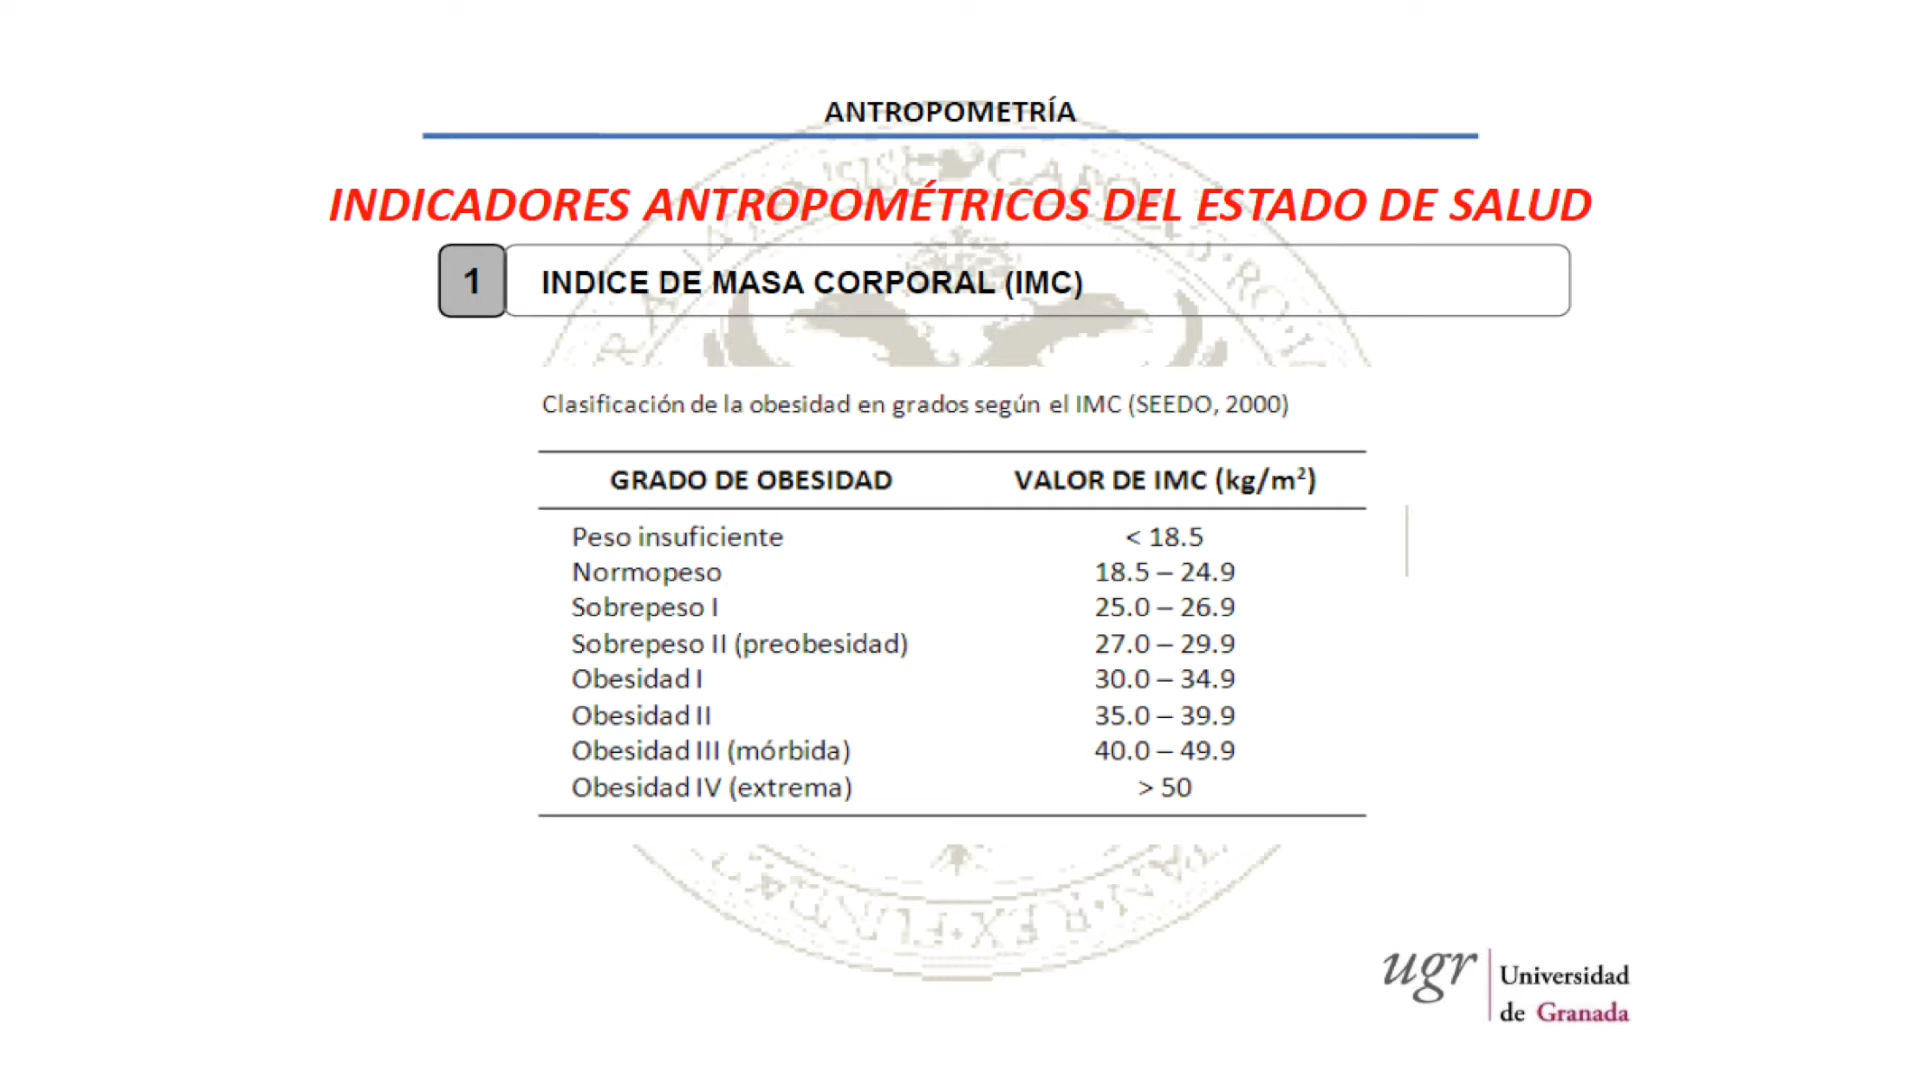 ANTROPOMETRÍA
INDICADORES ANTROPOMÉTRICOS DEL ESTADO DE SALUD
1 INDICE DE MASA CORPORAL (IMC)
Clasificación de la obesidad en grados según el IMC (SEEDO, 2000)
GRADO DE OBESIDAD VALOR DE IMC (kg/m²)
Peso insuficiente < 18.5
Normopeso 18.5 – 24.9
Sobrepeso I 25.0 – 26.9
Sobrepeso II (preobesidad) 27.0 – 29.9
Obesidad I 30.0 – 34.9
Obesidad II 35.0 – 39.9
Obesidad III (mórbida) 40.0 – 49.9
Obesidad IV (extrema) > 50
ugr Universidad
de Granada